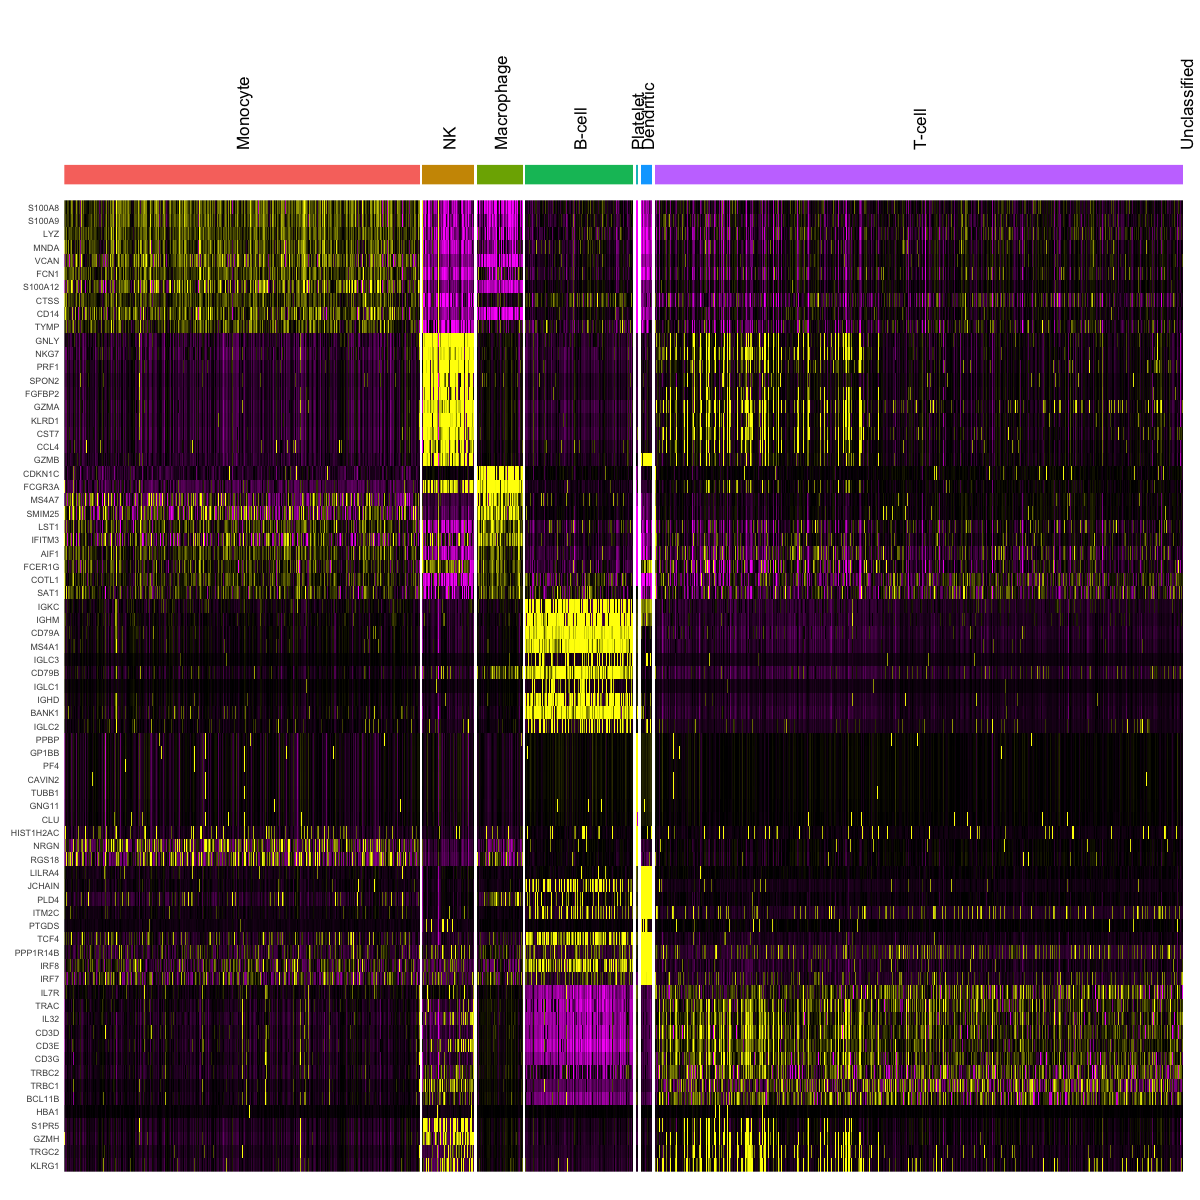 Monocyte
NK
Macrophage
B-cell
Platelet
Dendritic
T-cell
Unclassified
S100A8
S100A9
LYZ
MNDA
VCAN
FCN1
S100A12
CTSS
CD14
TYMP
GNLY
NKG7
PRF1
SPON2
FGFBP2
GZMA
KLRD1
CST7
CCL4
GZMB
CDKN1C
FCGR3A
MS4A7
SMIM25
LST1
IFITM3
AIF1
FCER1G
COTL1
SAT1
IGKC
IGHM
CD79A
MS4A1
IGLC3
CD79B
IGLC1
IGHD
BANK1
IGLC2
PPBP
GP1BB
PF4
CAVIN2
TUBB1
GNG11
CLU
HIST1H2AC
NRGN
RGS18
LILRA4
JCHAIN
PLD4
ITM2C
PTGDS
TCF4
PPP1R14B
IRF8
IRF7
IL7R
TRAC
IL32
CD3D
CD3E
CD3G
TRBC2
TRBC1
BCL11B
HBA1
S1PR5
GZMH
TRGC2
KLRG1